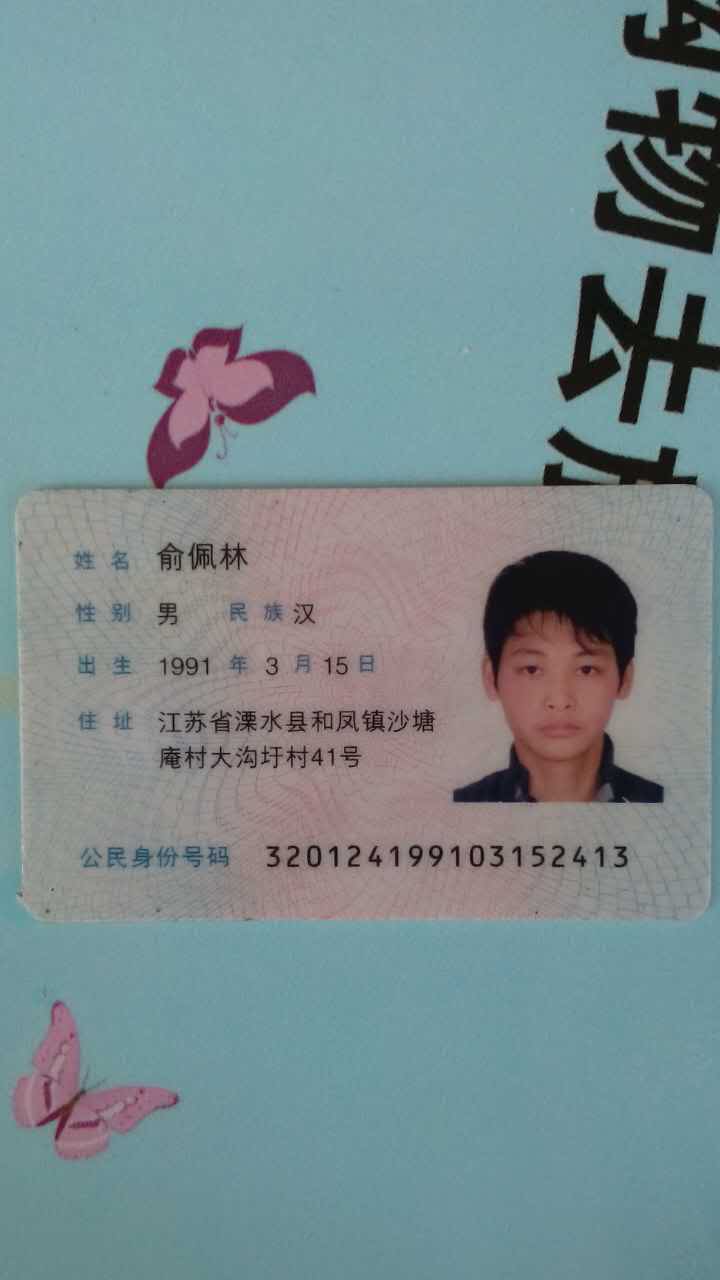 物去
姓名 俞佩林
性别 男 民族 汉
出生 1991 年 3 月 15 日
住址 江苏省溧水县和凤镇沙塘
庵村大沟圩村41号
公民身份号码 320124199103152413